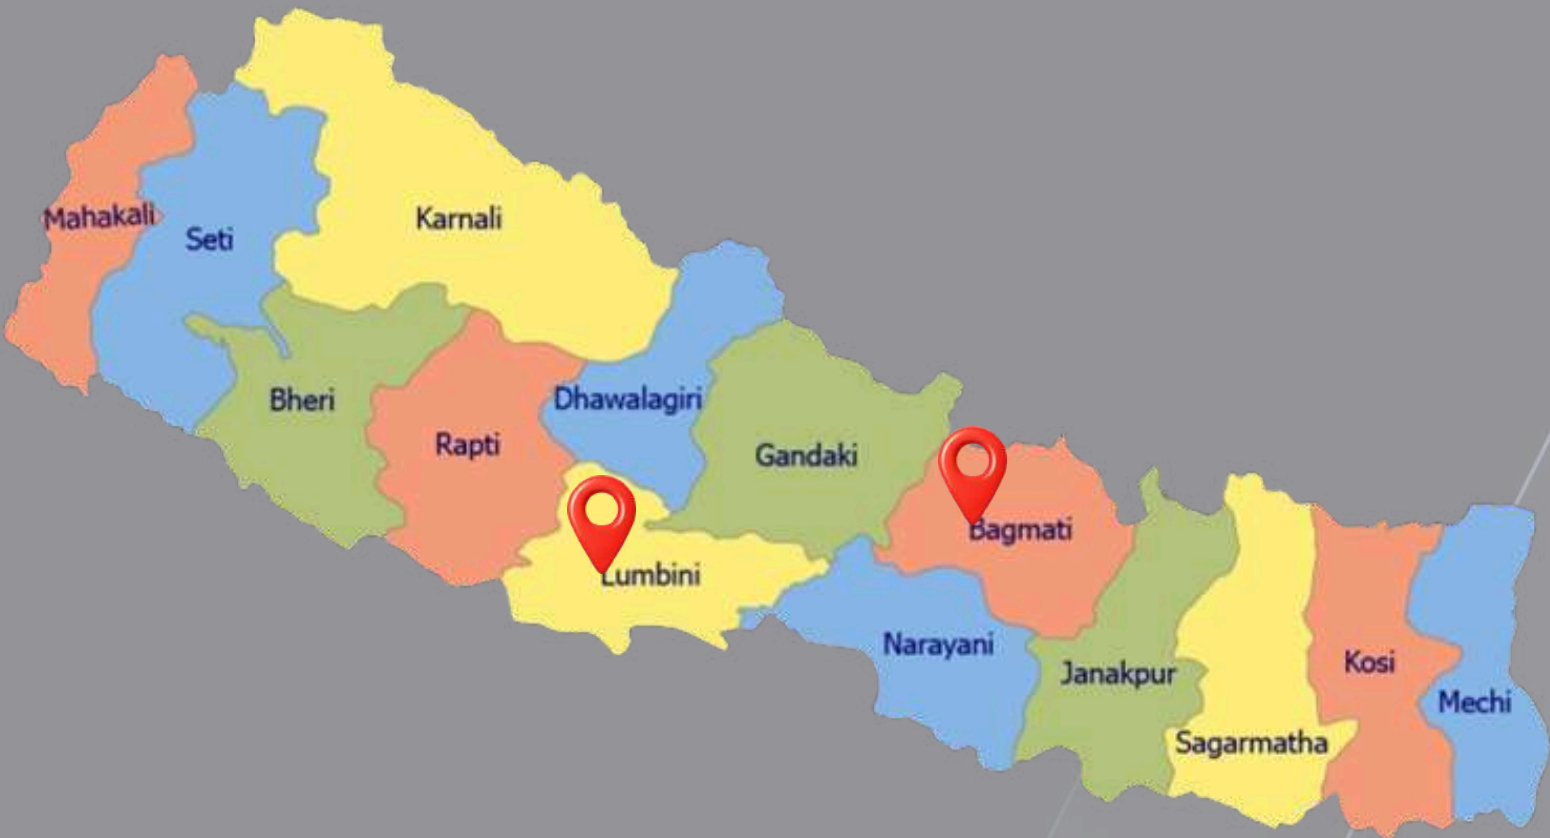 Mahakali
Seti
Karnali
Bheri
Rapti
Dhawalagiri
Gandaki
Lumbini
Bagmati
Narayani
Janakpur
Sagarmatha
Kosi
Mechi